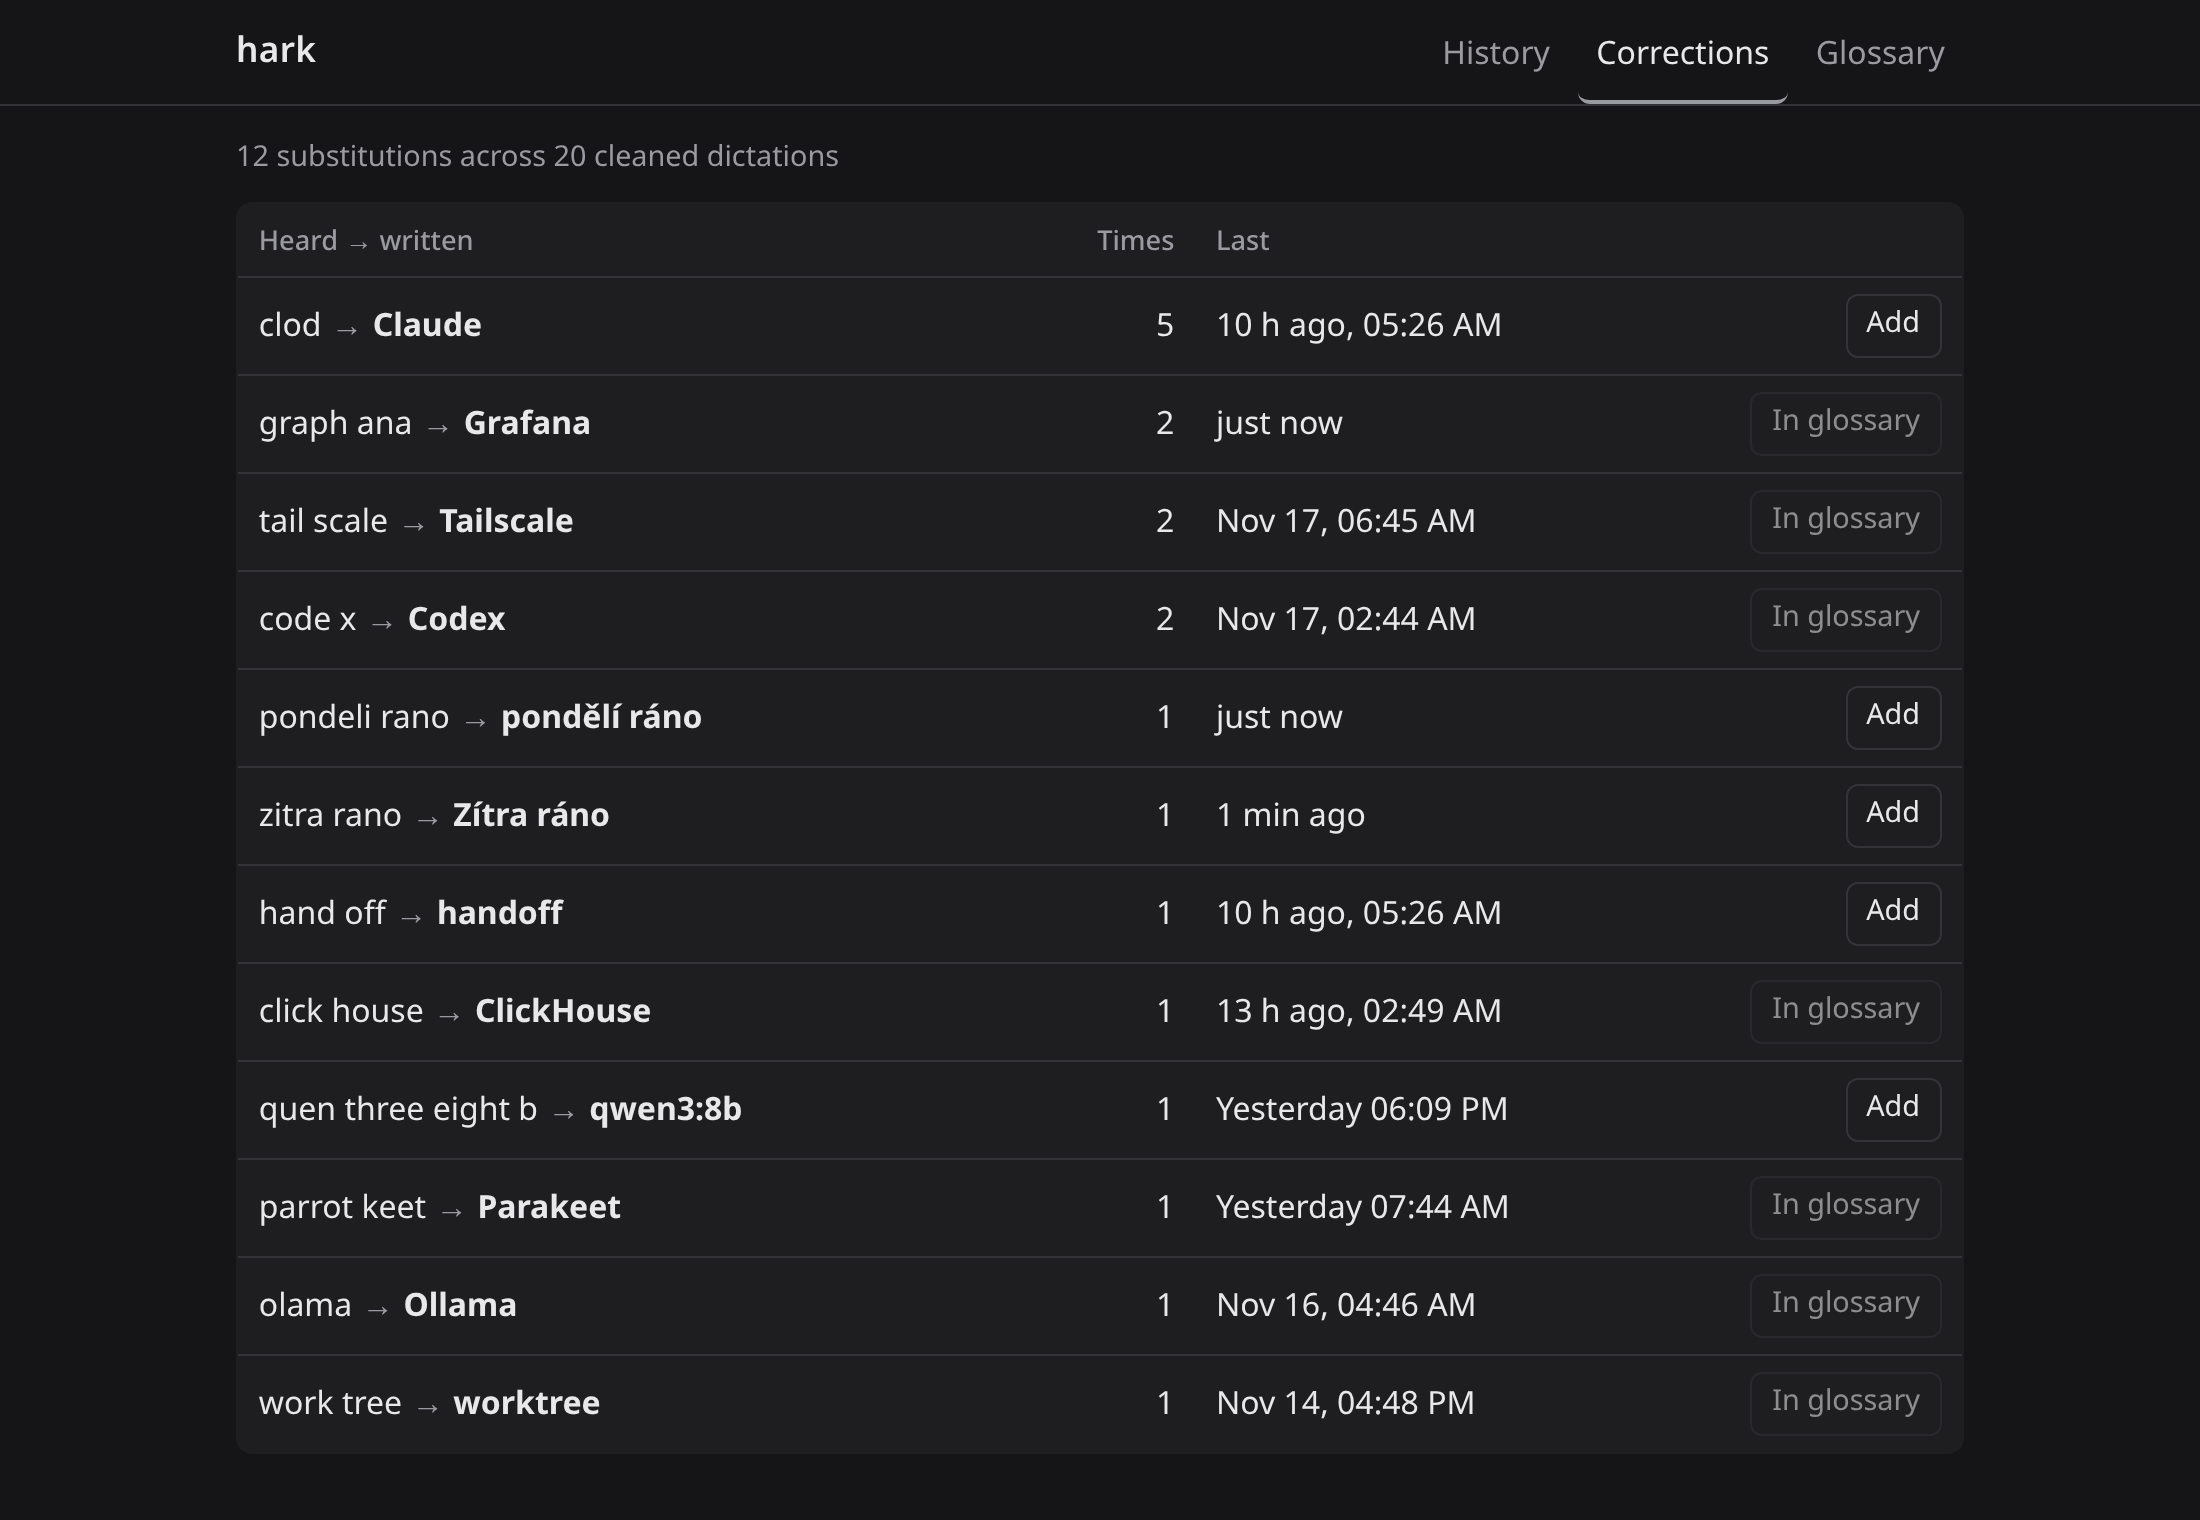 hark
History Corrections Glossary
12 substitutions across 20 cleaned dictations
Heard → written Times Last
clod → Claude 5 10 h ago, 05:26 AM Add
graph ana → Grafana 2 just now In glossary
tail scale → Tailscale 2 Nov 17, 06:45 AM In glossary
code x → Codex 2 Nov 17, 02:44 AM In glossary
pondeli rano → pondělí ráno 1 just now Add
zitra rano → Zítra ráno 1 1 min ago Add
hand off → handoff 1 10 h ago, 05:26 AM Add
click house → ClickHouse 1 13 h ago, 02:49 AM In glossary
quen three eight b → qwen3:8b 1 Yesterday 06:09 PM Add
parrot keet → Parakeet 1 Yesterday 07:44 AM In glossary
olama → Ollama 1 Nov 16, 04:46 AM In glossary
work tree → worktree 1 Nov 14, 04:48 PM In glossary